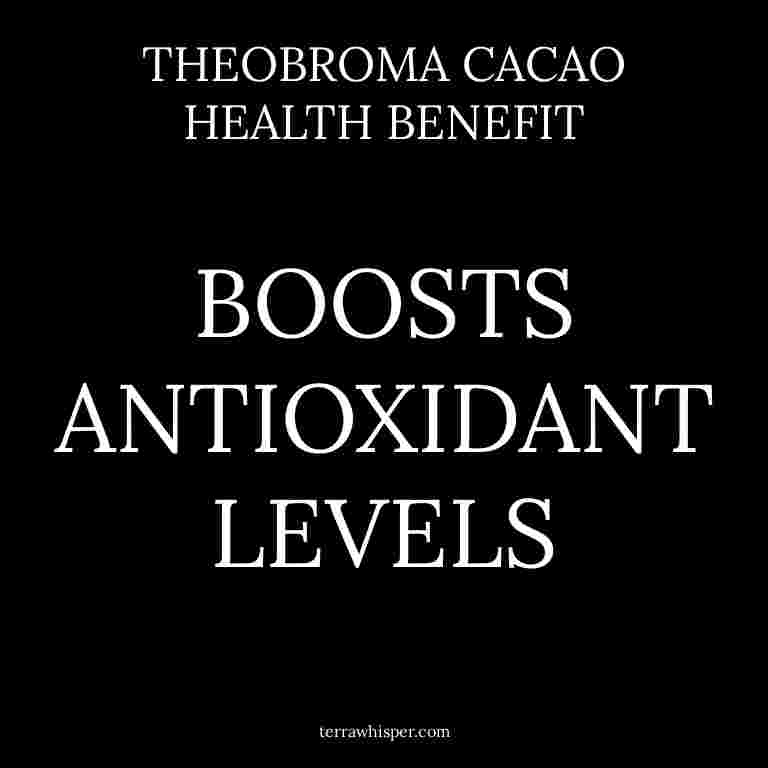 THEOBROMA CACAO
HEALTH BENEFIT
BOOSTS
ANTIOXIDANT
LEVELS
terrawhisper.com